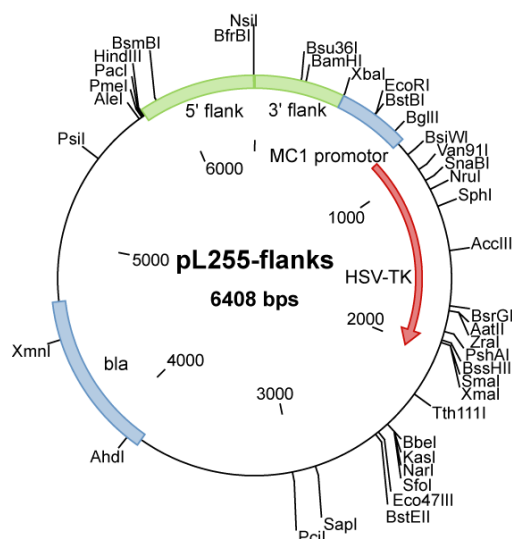 NsiI
BfrBI
Bsu36I
BamHI
XbaI
EcoRI
BstBI
BglII
BsiWI
Van91I
SnaBI
NruI
SphI
AccIII
BsrGI
AatII
ZraI
PshAI
BssHII
SmaI
XmaI
Tth111I
BbeI
KasI
NarI
SfoI
Eco47III
BstEII
SapI
PciI
AhdI
XmnI
PsiI
AleI
PmeI
PacI
HindIII
BsmBI
5' flank
3' flank
MC1 promotor
HSV-TK
bla
1000
2000
3000
4000
5000
6000
pL255-flanks
6408 bps